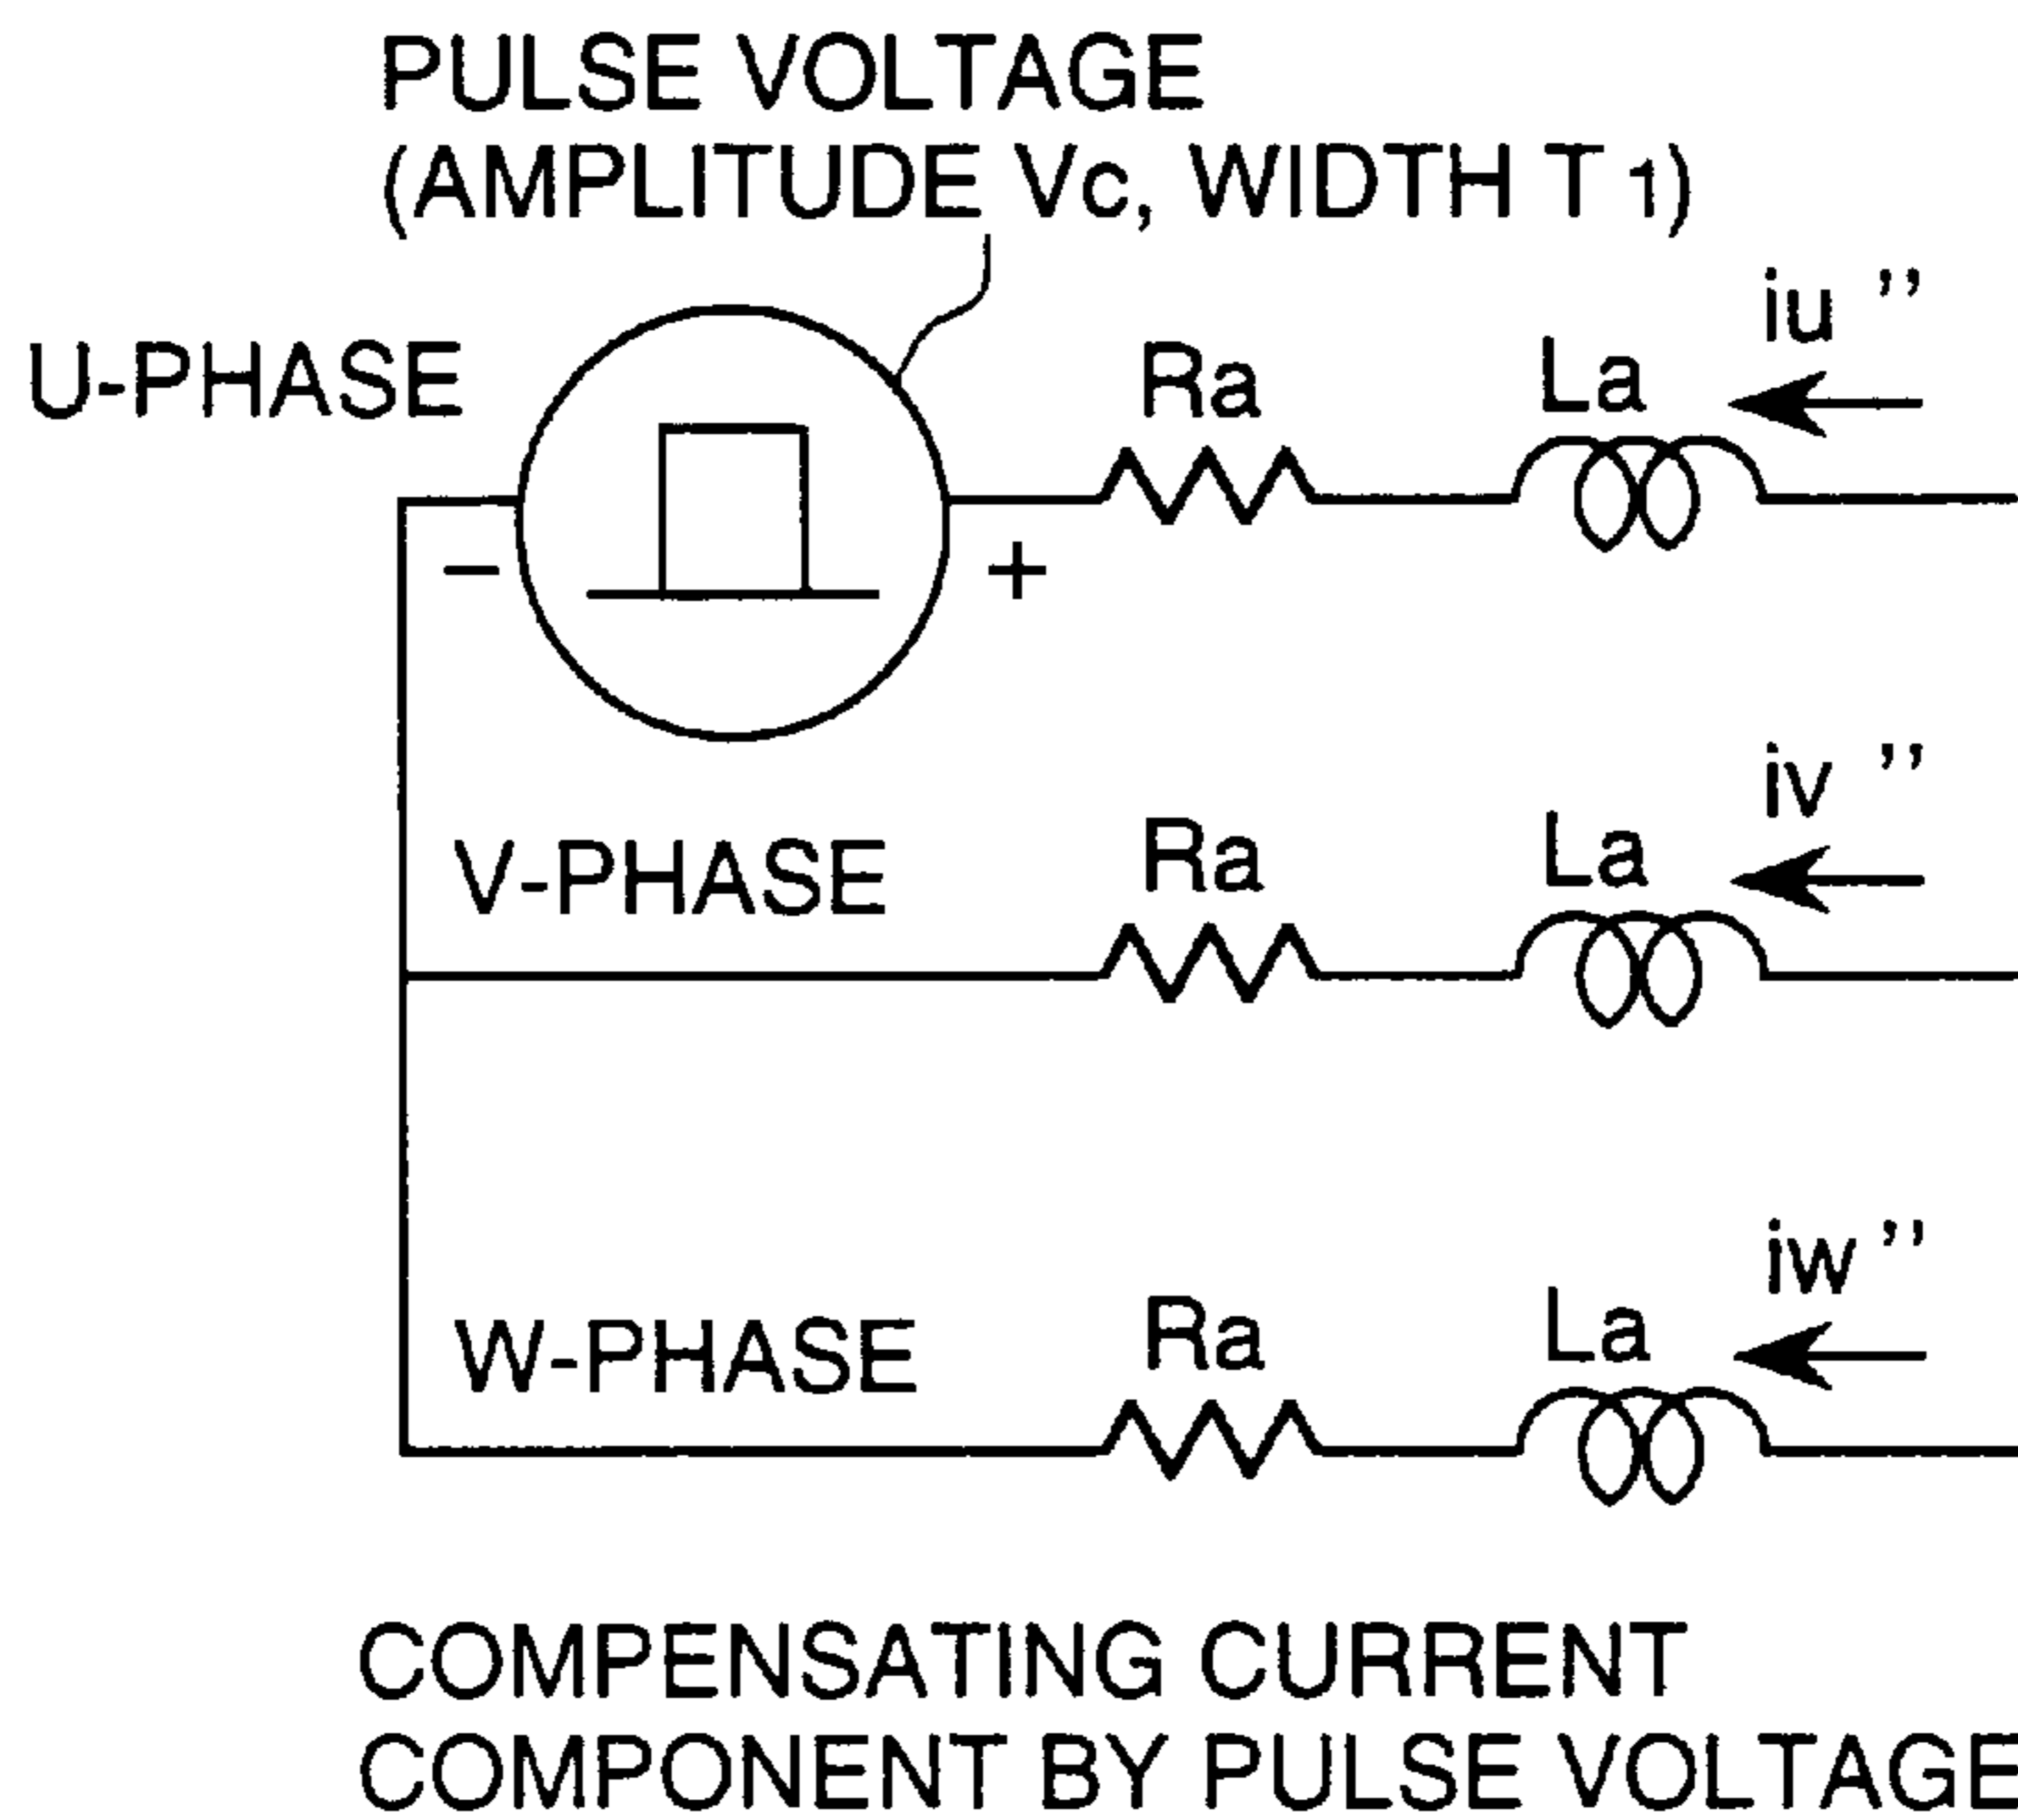 PULSE VOLTAGE
(AMPLITUDE Vc, WIDTH T1)
U-PHASE
Ra
La
iu ’’
−
+
V-PHASE
Ra
La
iv ’’
W-PHASE
Ra
La
iw ’’
COMPENSATING CURRENT
COMPONENT BY PULSE VOLTAGE